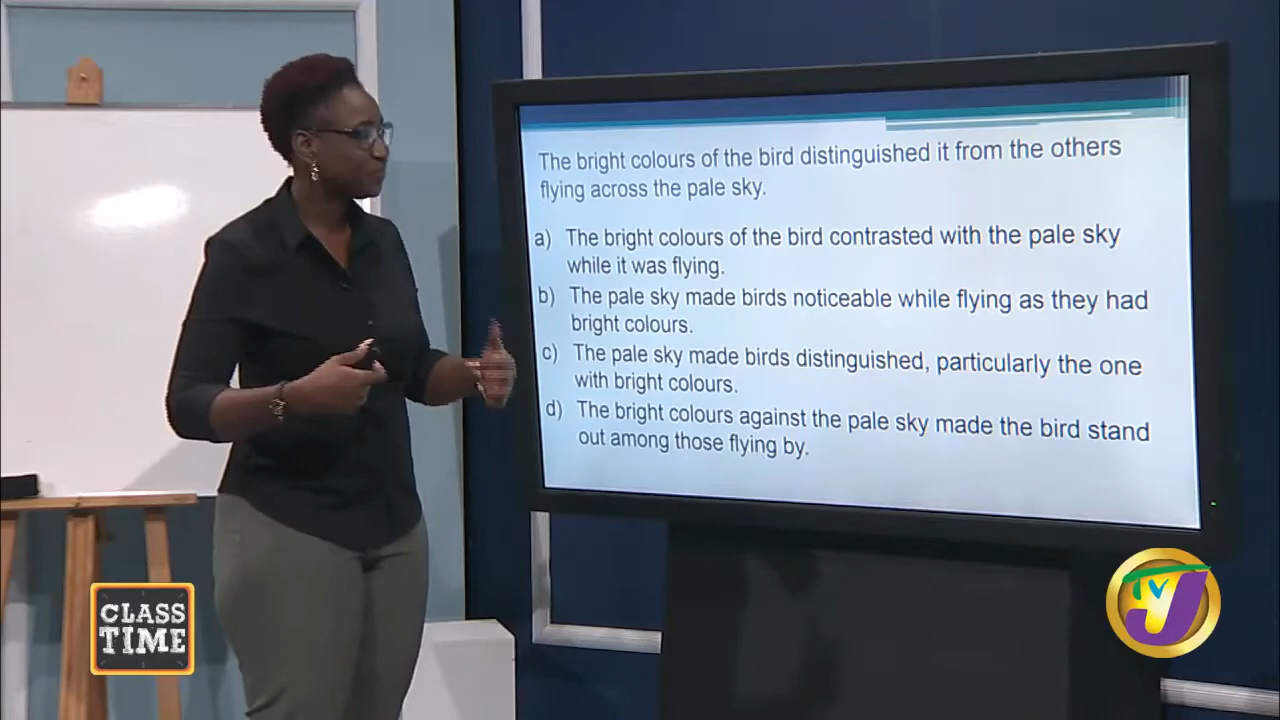 The bright colours of the bird distinguished it from the others
flying across the pale sky.
a) The bright colours of the bird contrasted with the pale sky
while it was flying.
b) The pale sky made birds noticeable while flying as they had
bright colours.
c) The pale sky made birds distinguished, particularly the one
with bright colours.
d) The bright colours against the pale sky made the bird stand
out among those flying by.
CLASS
TIME
TVJ